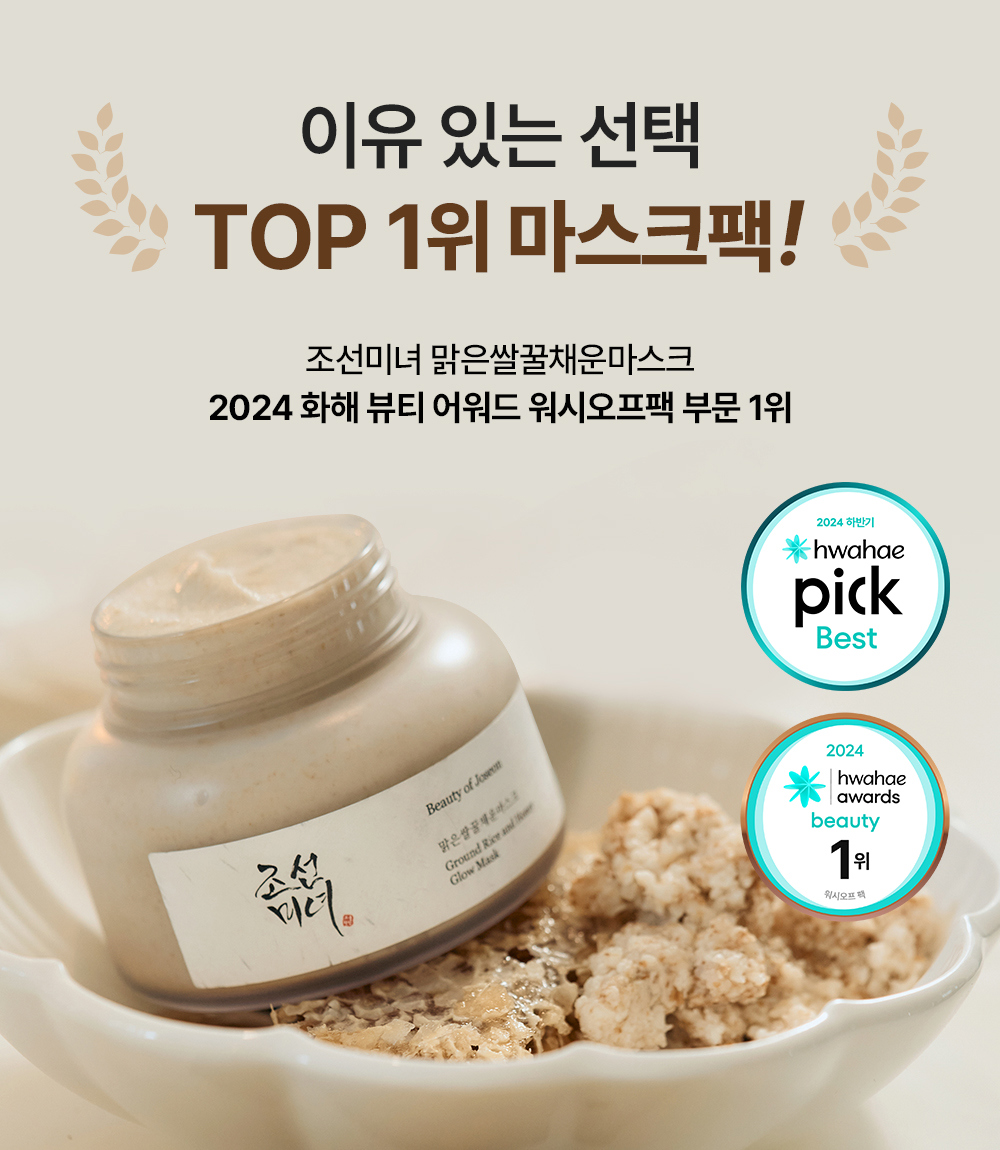 이유 있는 선택
TOP 1위 마스크팩!
조선미녀 맑은쌀꿀채운마스크
2024 화해 뷰티 어워드 워시오프팩 부문 1위
2024 하반기
hwahae
pick
Best
2024
hwahae
awards
beauty
1위
워시오프 팩
Beauty of Joseon
맑은쌀꿀채운마스크
Ground Rice and Honey
Glow Mask
조선
미녀